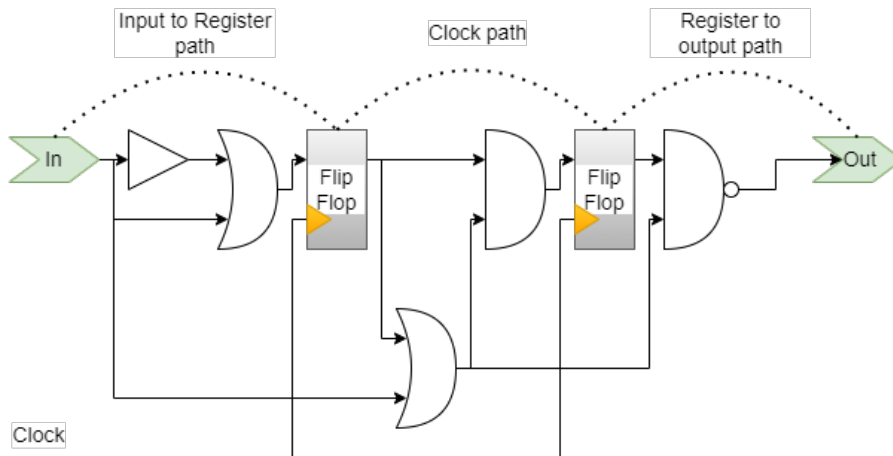 Input to Register
path
Clock path
Register to
output path
In
Flip
Flop
Flip
Flop
Out
Clock